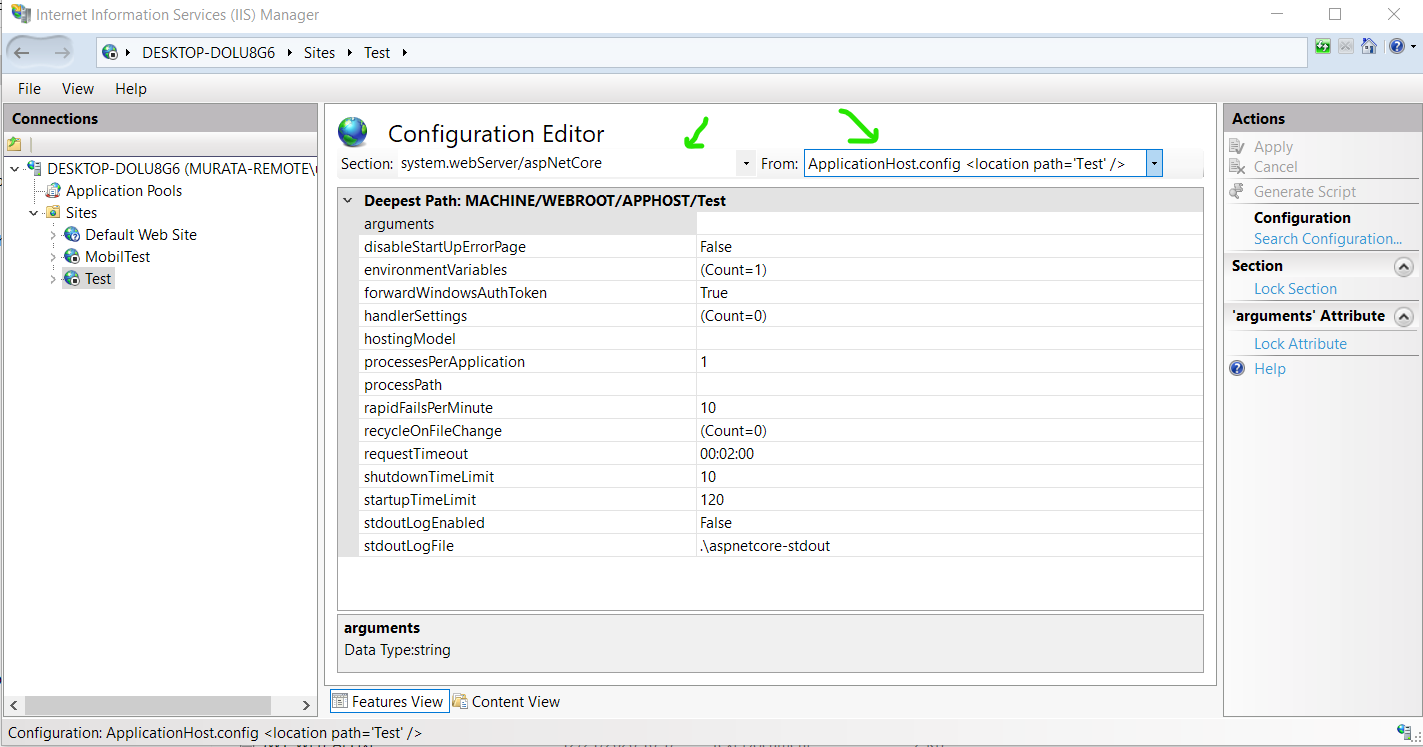 Internet Information Services (IIS) Manager
DESKTOP-DOLU8G6 Sites Test
File View Help
Connections
DESKTOP-DOLU8G6 (MURATA-REMOTE\
Application Pools
Sites
Default Web Site
MobilTest
Test
Configuration Editor
Section: system.webServer/aspNetCore From: ApplicationHost.config <location path='Test' />
Deepest Path: MACHINE/WEBROOT/APPHOST/Test
arguments
disableStartUpErrorPage False
environmentVariables (Count=1)
forwardWindowsAuthToken True
handlerSettings (Count=0)
hostingModel
processesPerApplication 1
processPath
rapidFailsPerMinute 10
recycleOnFileChange (Count=0)
requestTimeout 00:02:00
shutdownTimeLimit 10
startupTimeLimit 120
stdoutLogEnabled False
stdoutLogFile .\aspnetcore-stdout
arguments
Data Type:string
Features View Content View
Actions
Apply
Cancel
Generate Script
Configuration
Search Configuration...
Section
Lock Section
'arguments' Attribute
Lock Attribute
Help
Configuration: ApplicationHost.config <location path='Test' />